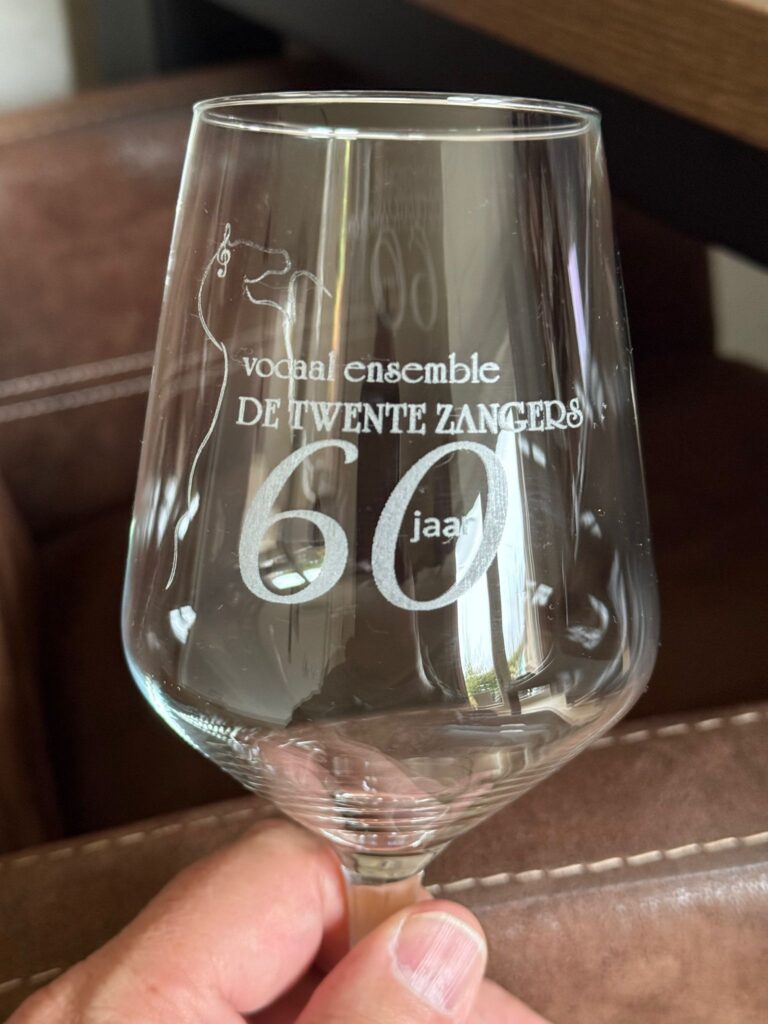 vocaal ensemble
DE TWENTE ZANGERS
60
jaar